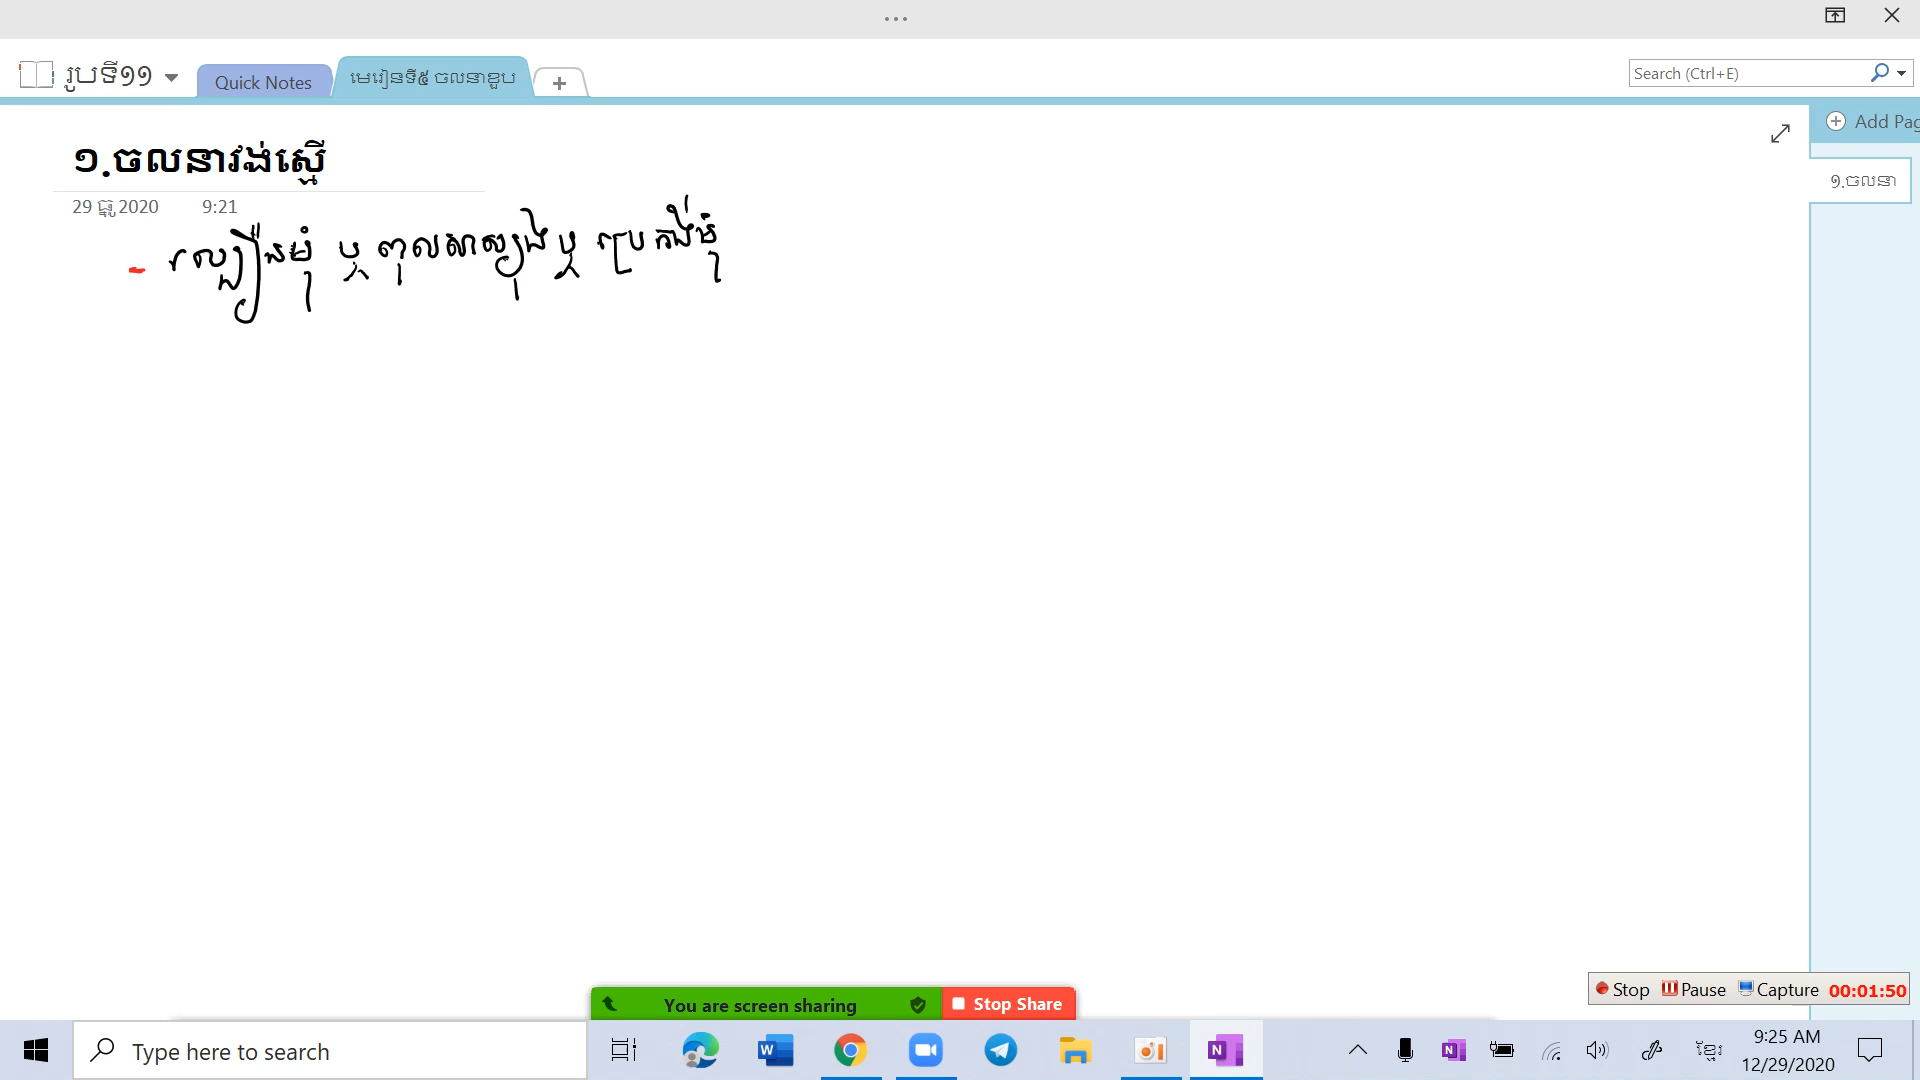 រូបទី១១
Quick Notes
មេរៀនទី៥ ចលនាខួប
Search (Ctrl+E)
Add Pag
១.ចលនាវង់ស្មើ
១.ចលនា
29 ធ្នូ 2020 9:21
- ល្បឿនមុំ ឬ ពុលសាស្យុង ឬ ប្រេកង់មុំ
Stop Pause Capture 00:01:50
You are screen sharing Stop Share
Type here to search
ខ្មែរ
9:25 AM
12/29/2020